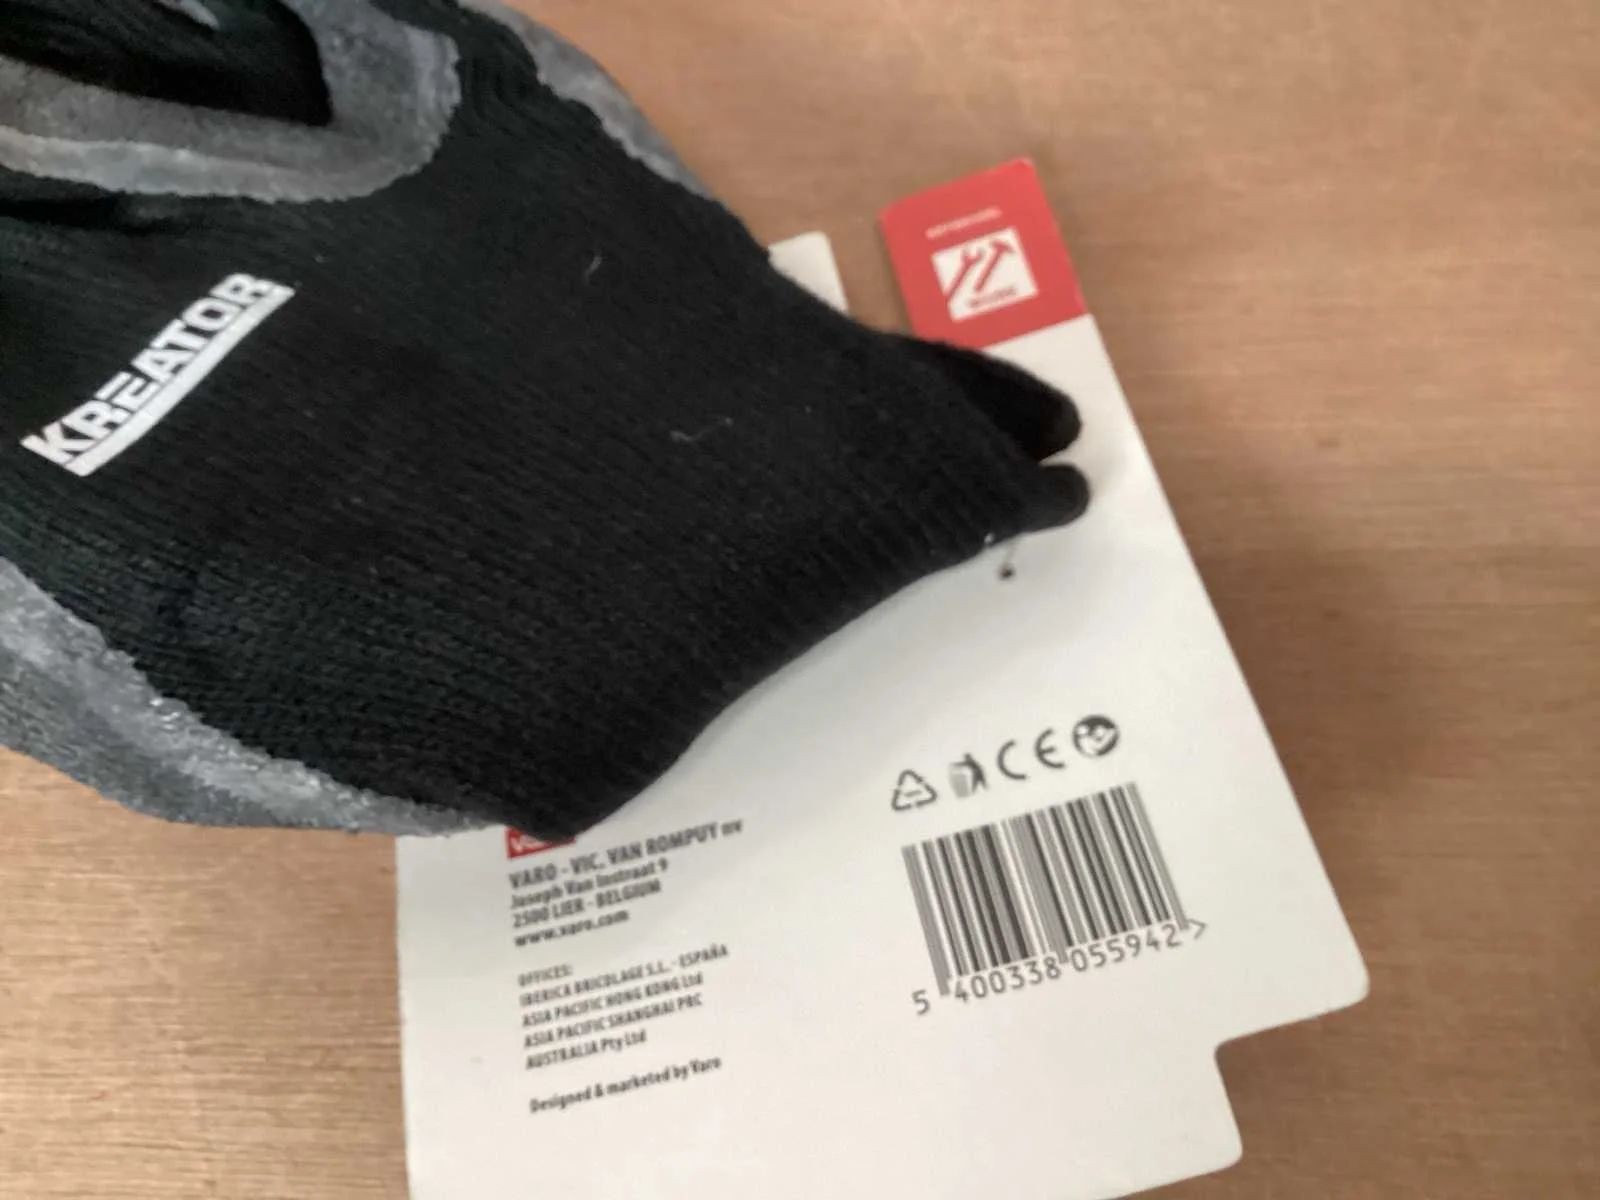 KREATOR
CE
VARO - VIC. VAN ROMPUY nv
Joseph Van Instraat 9
2500 LIER - BELGIUM
www.varo.com
OFFICES:
IBERICA BRICOLAGE S.L. - ESPAÑA
ASIA PACIFIC HONG KONG Ltd
ASIA PACIFIC SHANGHAI PRC
AUSTRALIA Pty Ltd
Designed & marketed by Varo
5 400338 055942 >